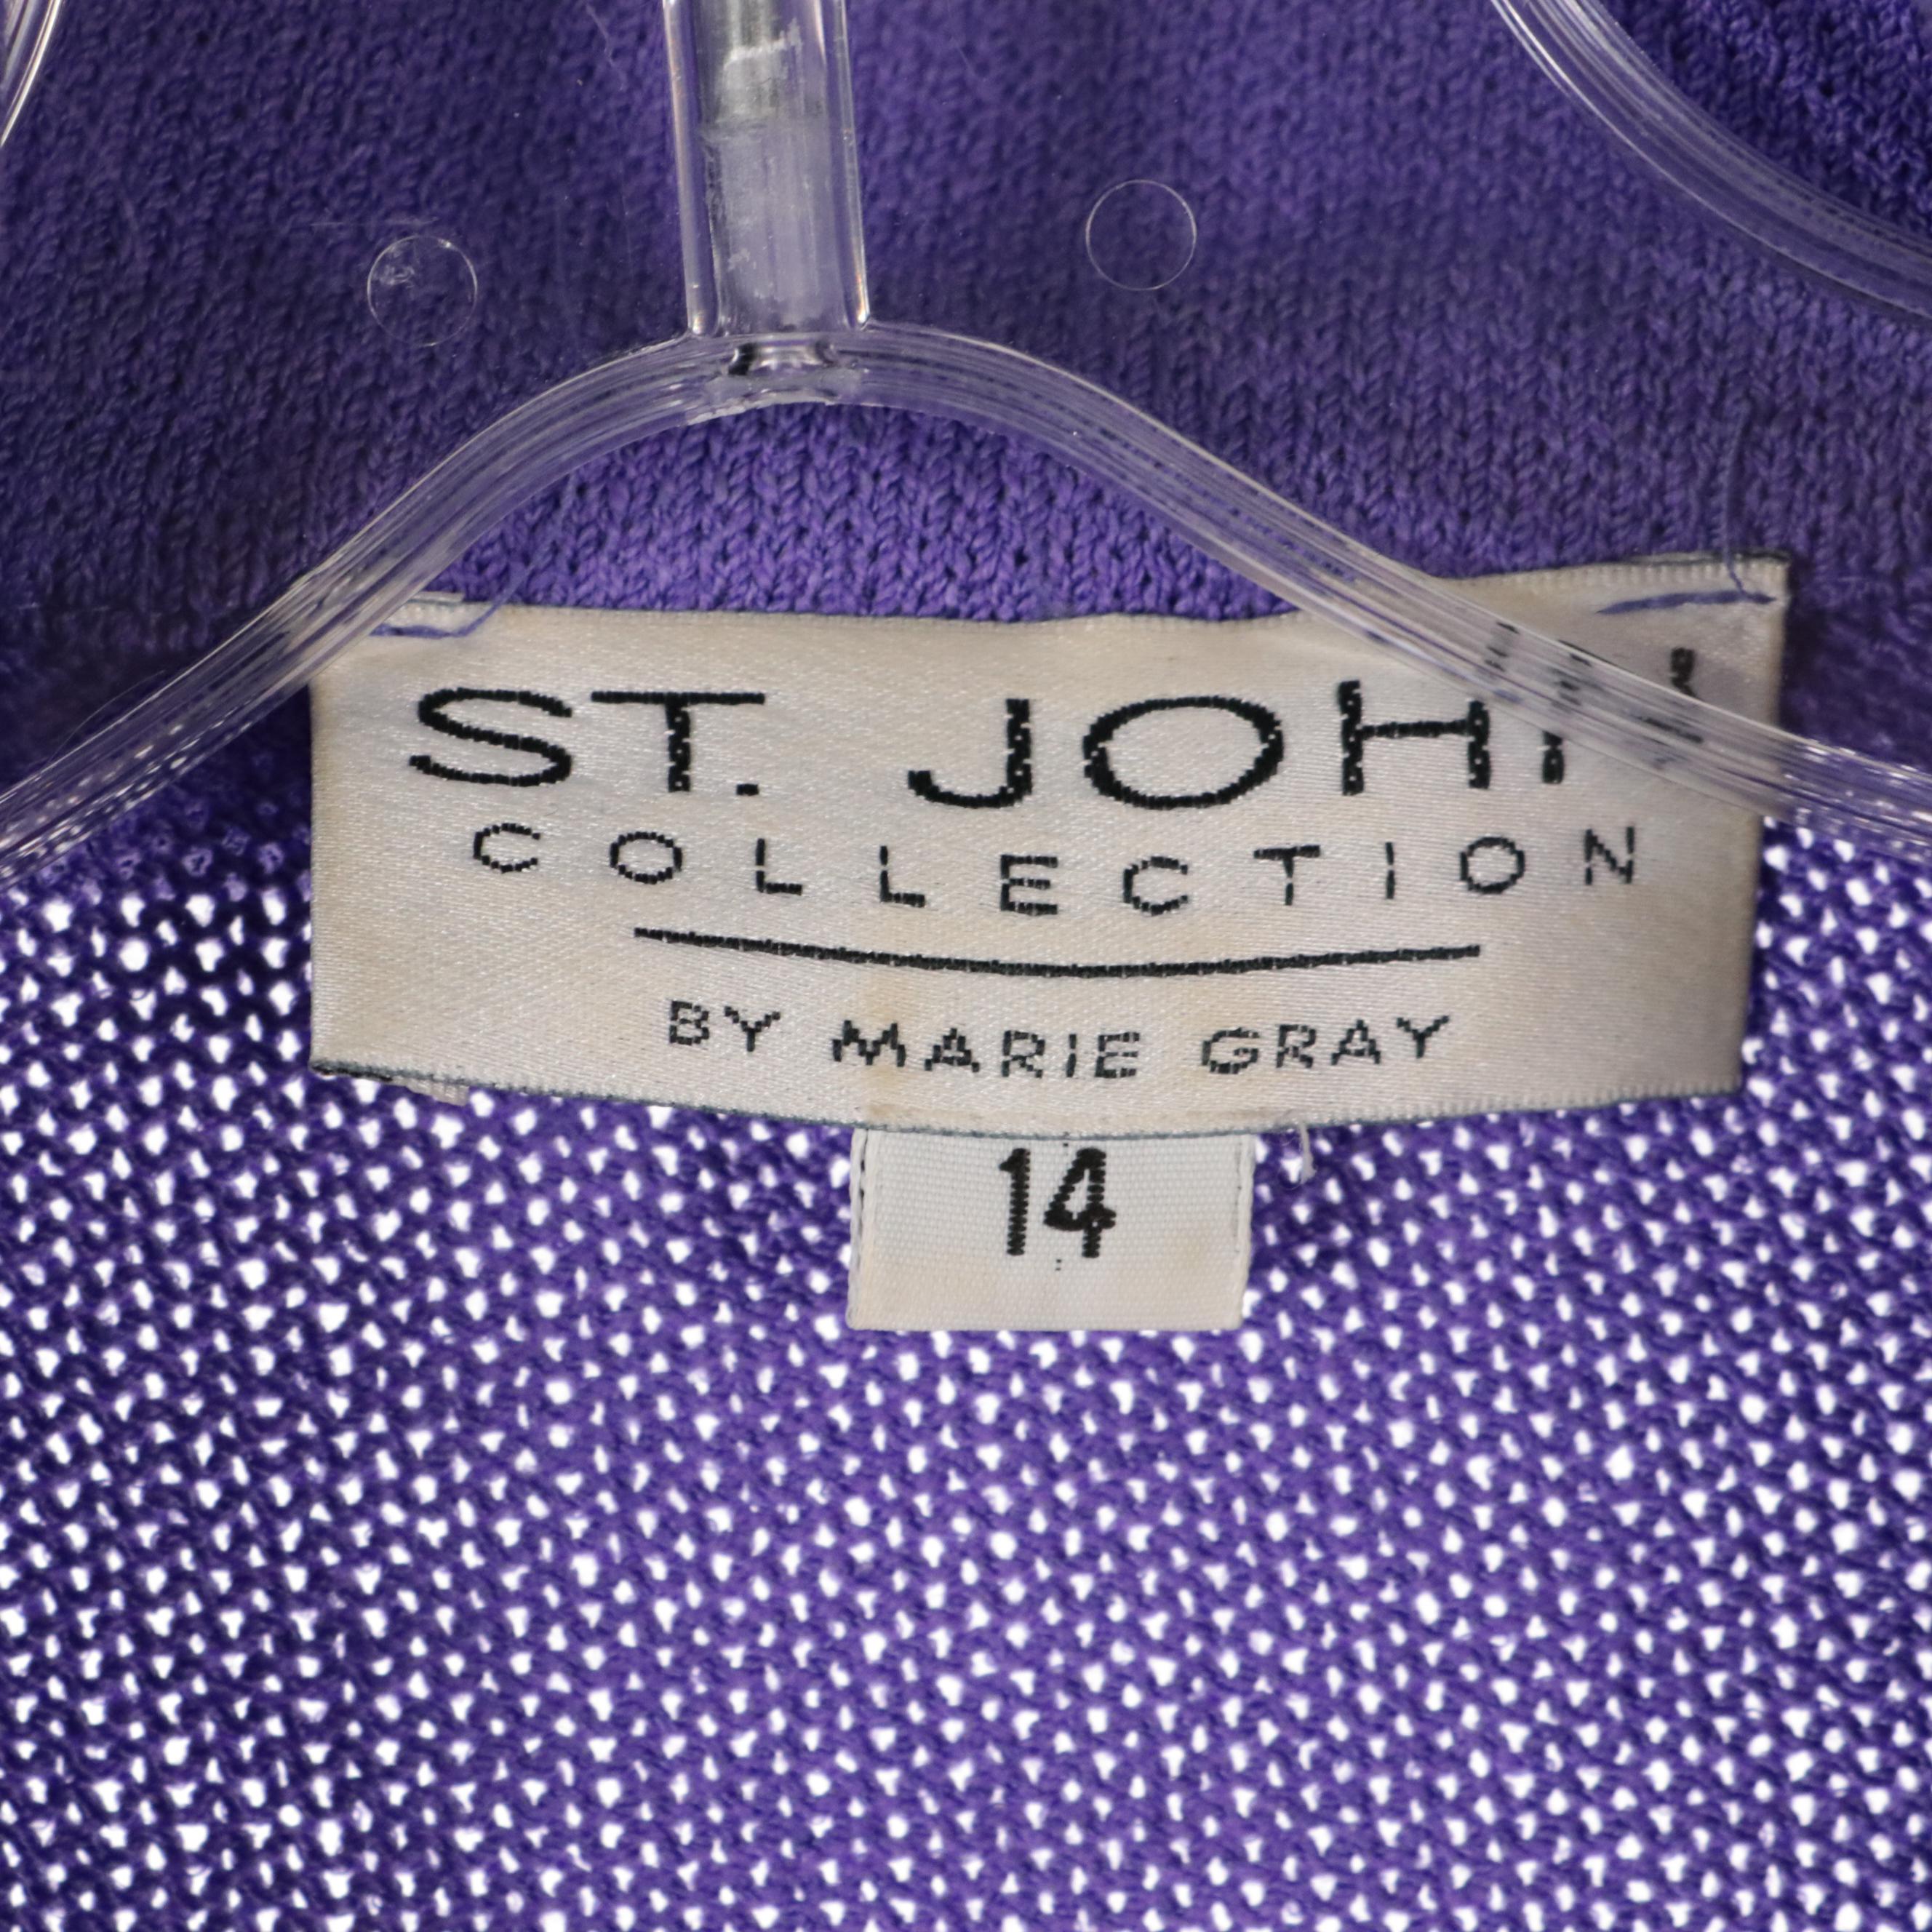 ST. JOHN
COLLECTION
BY MARIE GRAY
14